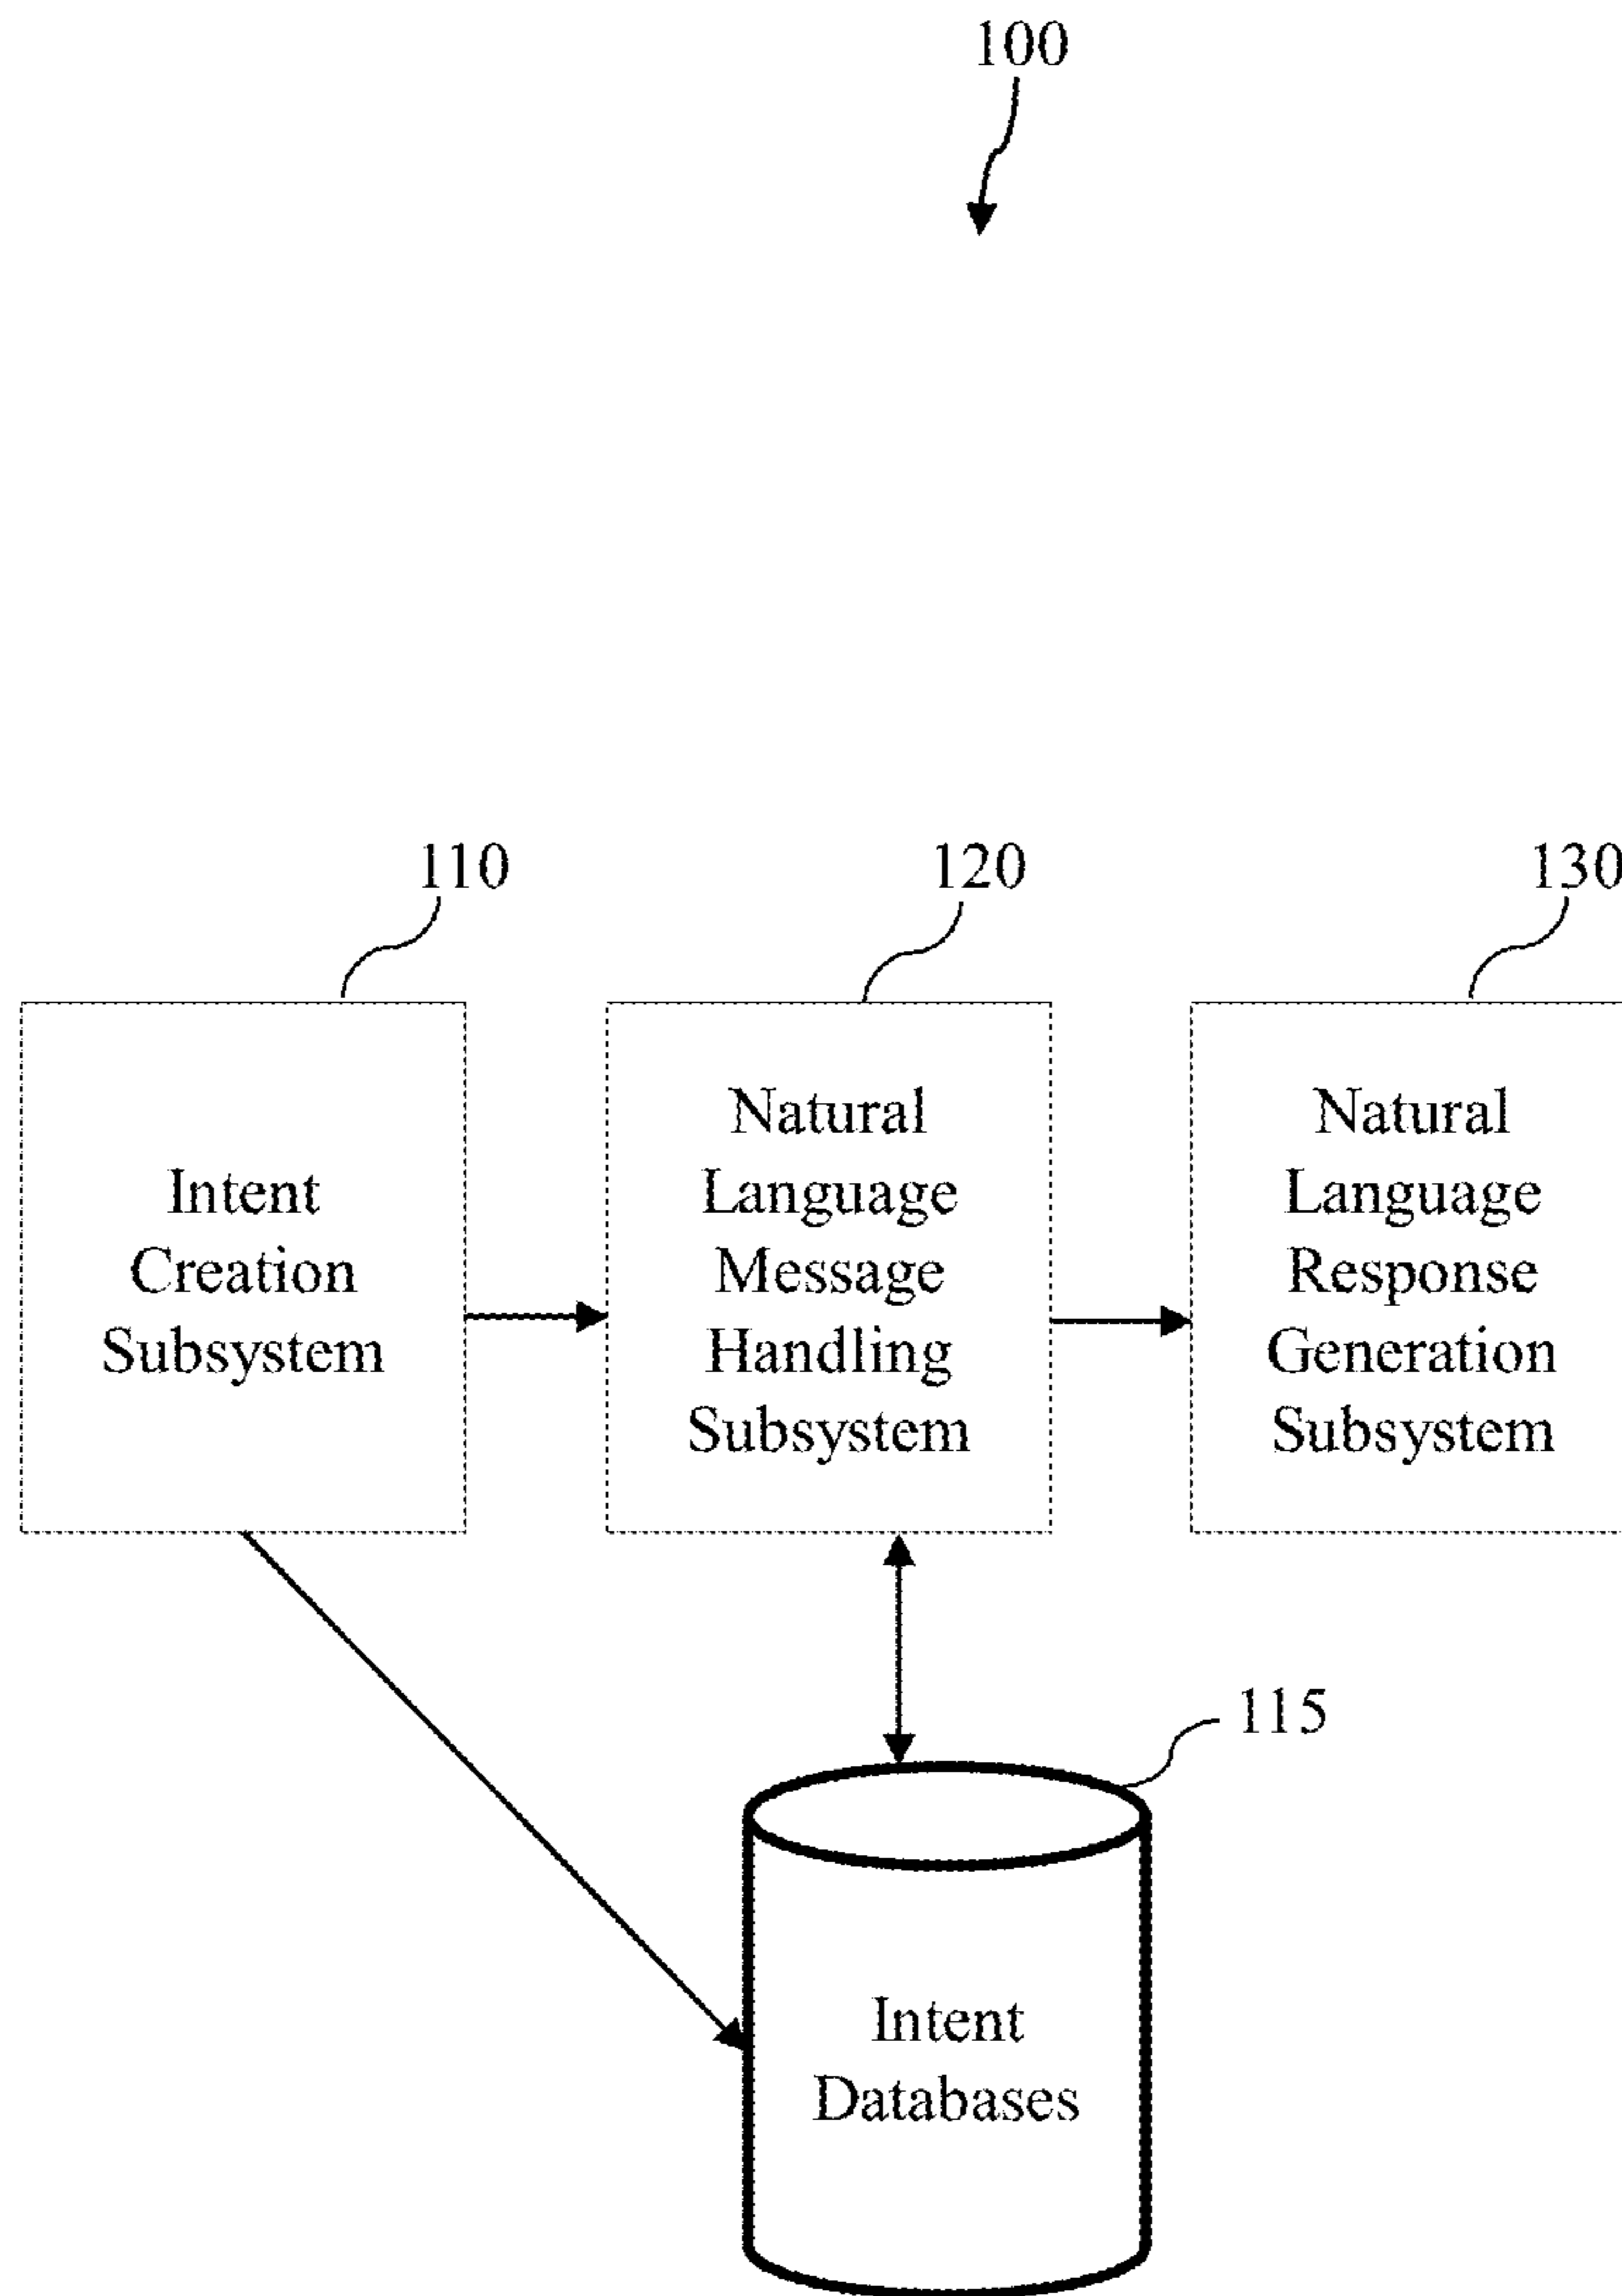 100
110
120
130
Intent
Creation
Subsystem
Natural
Language
Message
Handling
Subsystem
Natural
Language
Response
Generation
Subsystem
115
Intent
Databases